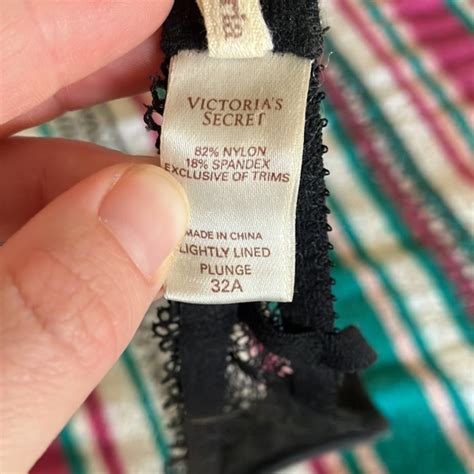 VICTORIA'S
SECRET
82% NYLON
18% SPANDEX
EXCLUSIVE OF TRIMS
MADE IN CHINA
LIGHTLY LINED
PLUNGE
32A